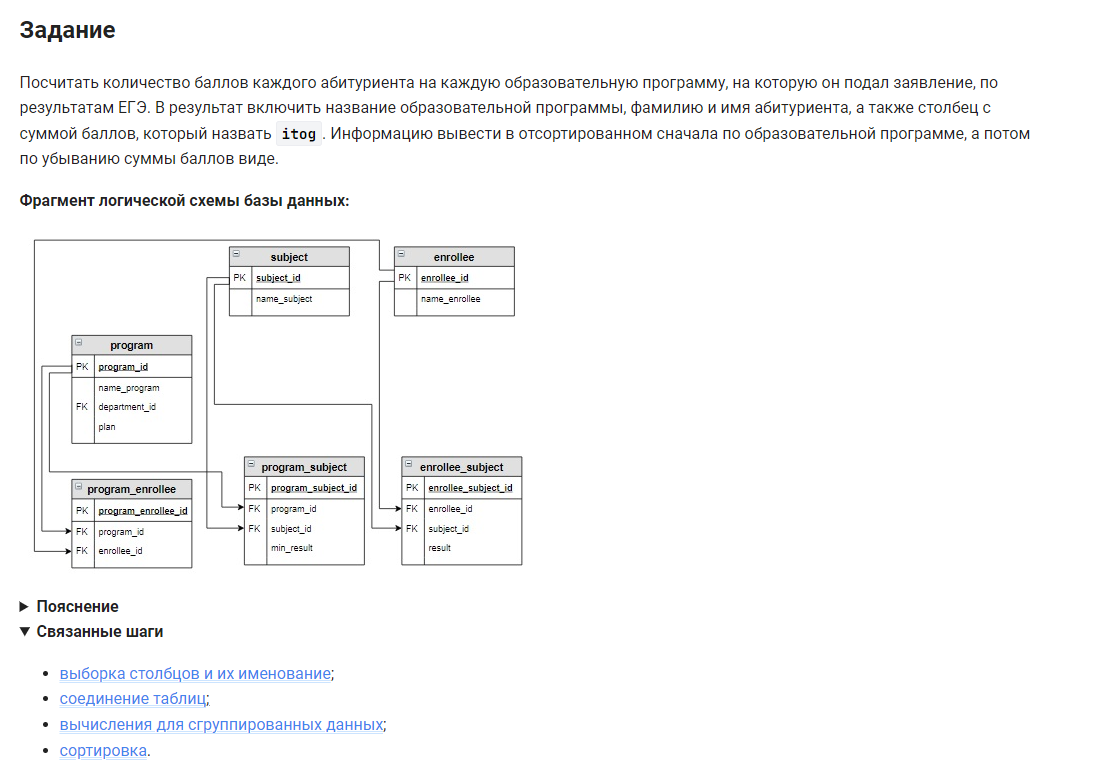 Задание
Посчитать количество баллов каждого абитуриента на каждую образовательную программу, на которую он подал заявление, по
результатам ЕГЭ. В результат включить название образовательной программы, фамилию и имя абитуриента, а также столбец с
суммой баллов, который назвать itog . Информацию вывести в отсортированном сначала по образовательной программе, а потом
по убыванию суммы баллов виде.
Фрагмент логической схемы базы данных:
subject
PK subject_id
name_subject
enrollee
PK enrollee_id
name_enrollee
program
PK program_id
name_program
FK department_id
plan
program_enrollee
PK program_enrollee_id
FK program_id
FK enrollee_id
program_subject
PK program_subject_id
FK program_id
FK subject_id
min_result
enrollee_subject
PK enrollee_subject_id
FK enrollee_id
FK subject_id
result
Пояснение
Связанные шаги
выборка столбцов и их именование;
соединение таблиц;
вычисления для сгруппированных данных;
сортировка.